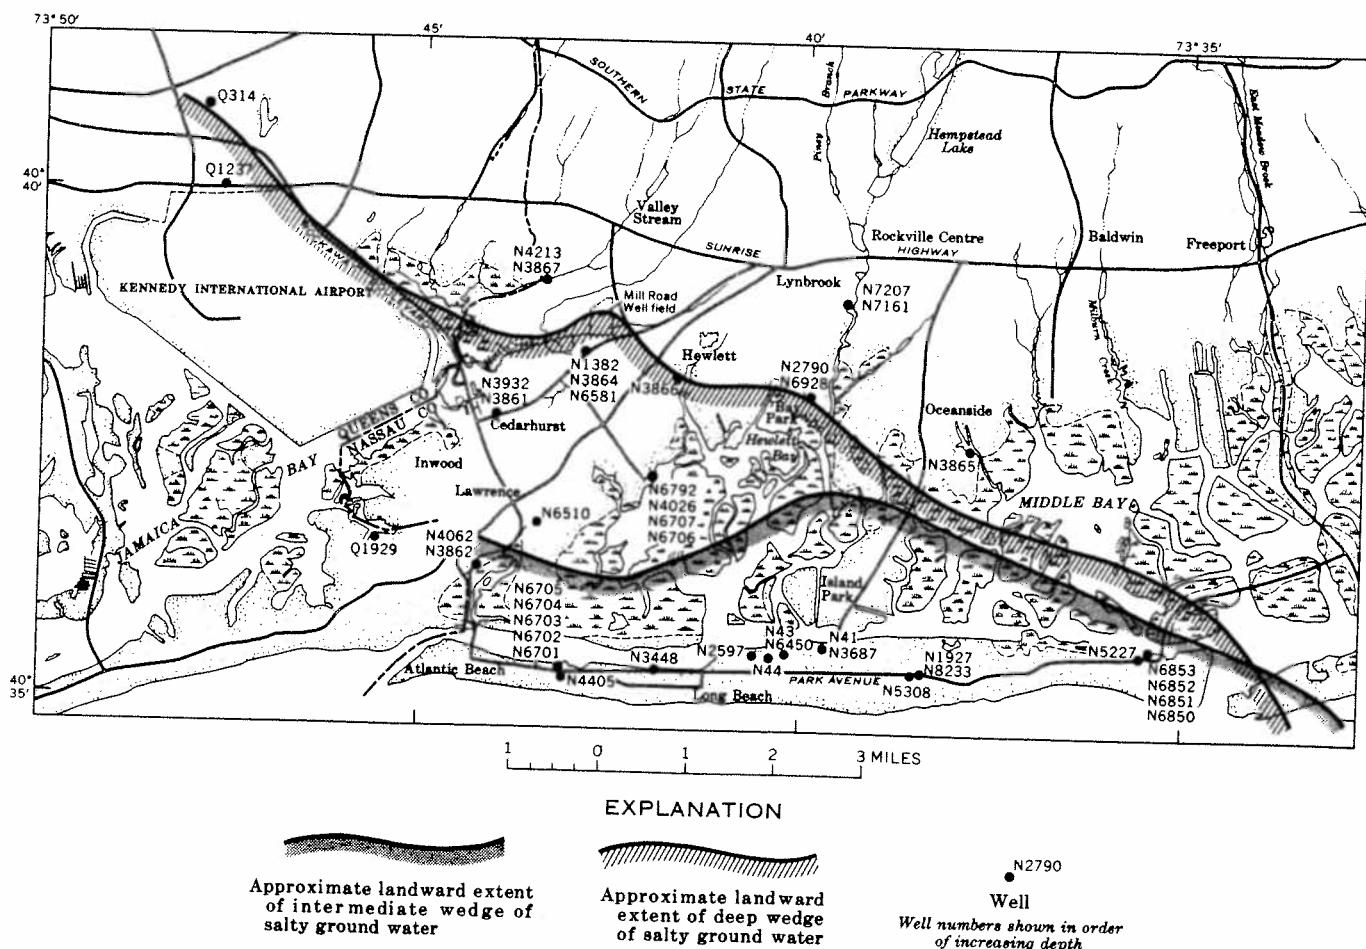 73° 50'
45'
40'
73° 35'
SOUTHERN
STATE
PARKWAY
Piney
Branch
Hempstead
Lake
East Meadow Brook
Q314
40°
40'
Q1237
Valley
Stream
SUNRISE
Rockville Centre
HIGHWAY
Baldwin
Freeport
N4213
N3867
KENNEDY INTERNATIONAL AIRPORT
Mill Road
Well field
Lynbrook
N7207
N7161
Milburn
Creek
Hewlett
N1382
N3864
N6581
N3866
N2790
N6928
N3932
N3861
Cedarhurst
QUEENS CO
NASSAU CO
Bay
Park
Hewlett
Bay
Oceanside
N3865
Inwood
Lawrence
JAMAICA
BAY
N6510
N6792
N4026
N6707
N6706
MIDDLE BAY
Q1929
N4062
N3862
Island
Park
N6705
N6704
N6703
N6702
N6701
N4405
N3448
N2597
N43
N6450
N44
N41
N3687
N1927
N8233
N5308
N5227
N6853
N6852
N6851
N6850
40°
35'
Atlantic Beach
PARK AVENUE
Long Beach
1 0 1 2 3 MILES
EXPLANATION
Approximate landward extent
of intermediate wedge of
salty ground water
Approximate landward
extent of deep wedge
of salty ground water
N2790
Well
Well numbers shown in order
of increasing depth